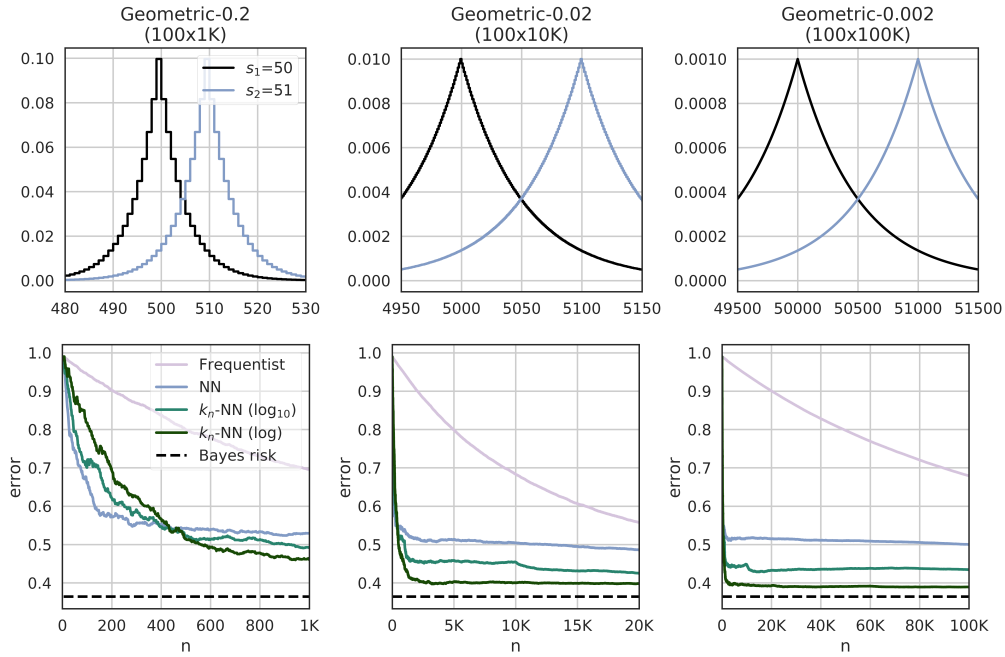 Geometric-0.2
(100x1K)
Geometric-0.02
(100x10K)
Geometric-0.002
(100x100K)
0.10
0.08
0.06
0.04
0.02
0.00
480 490 500 510 520 530
s₁=50
s₂=51
0.010
0.008
0.006
0.004
0.002
0.000
4950 5000 5050 5100 5150
0.0010
0.0008
0.0006
0.0004
0.0002
0.0000
49500 50000 50500 51000 51500
error
1.0
0.9
0.8
0.7
0.6
0.5
0.4
0 200 400 600 800 1K
n
Frequentist
NN
kₙ-NN (log₁₀)
kₙ-NN (log)
Bayes risk
error
1.0
0.9
0.8
0.7
0.6
0.5
0.4
0 5K 10K 15K 20K
n
error
1.0
0.9
0.8
0.7
0.6
0.5
0.4
0 20K 40K 60K 80K 100K
n